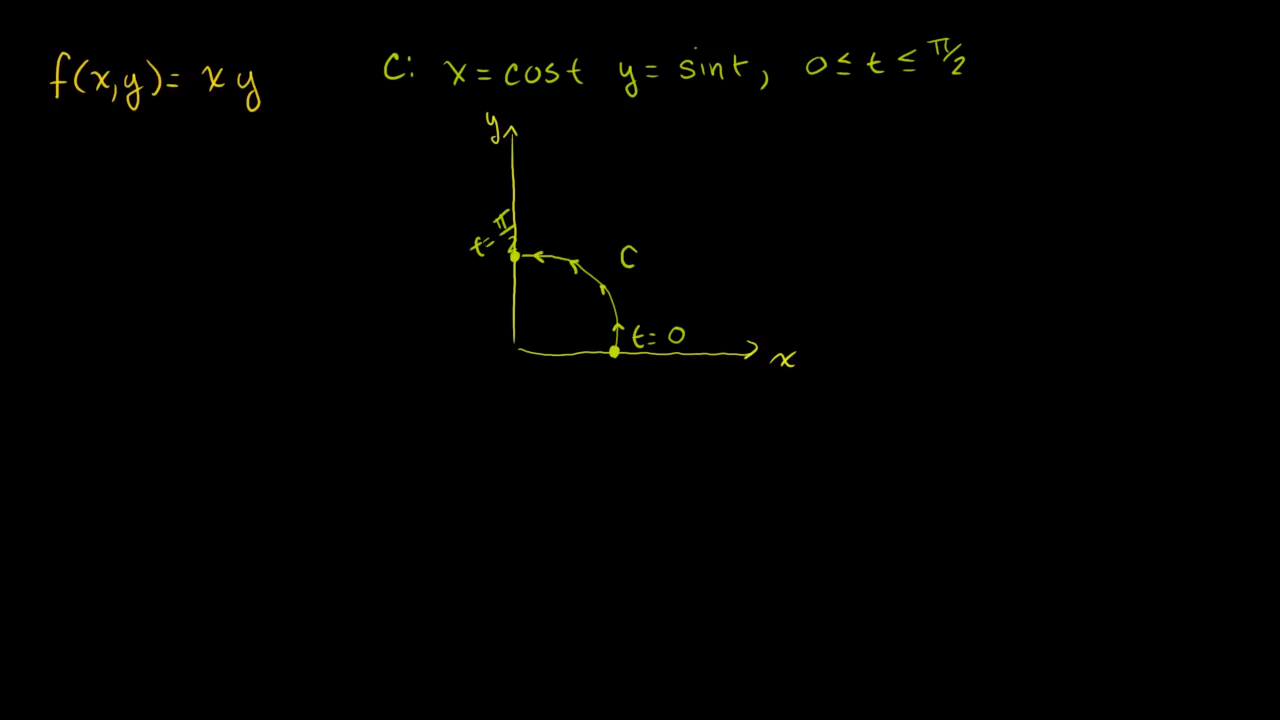 f(x,y)= xy
C: x=cost y=sint, 0≤t≤π/2
y
t=π/2
C
t=0
x